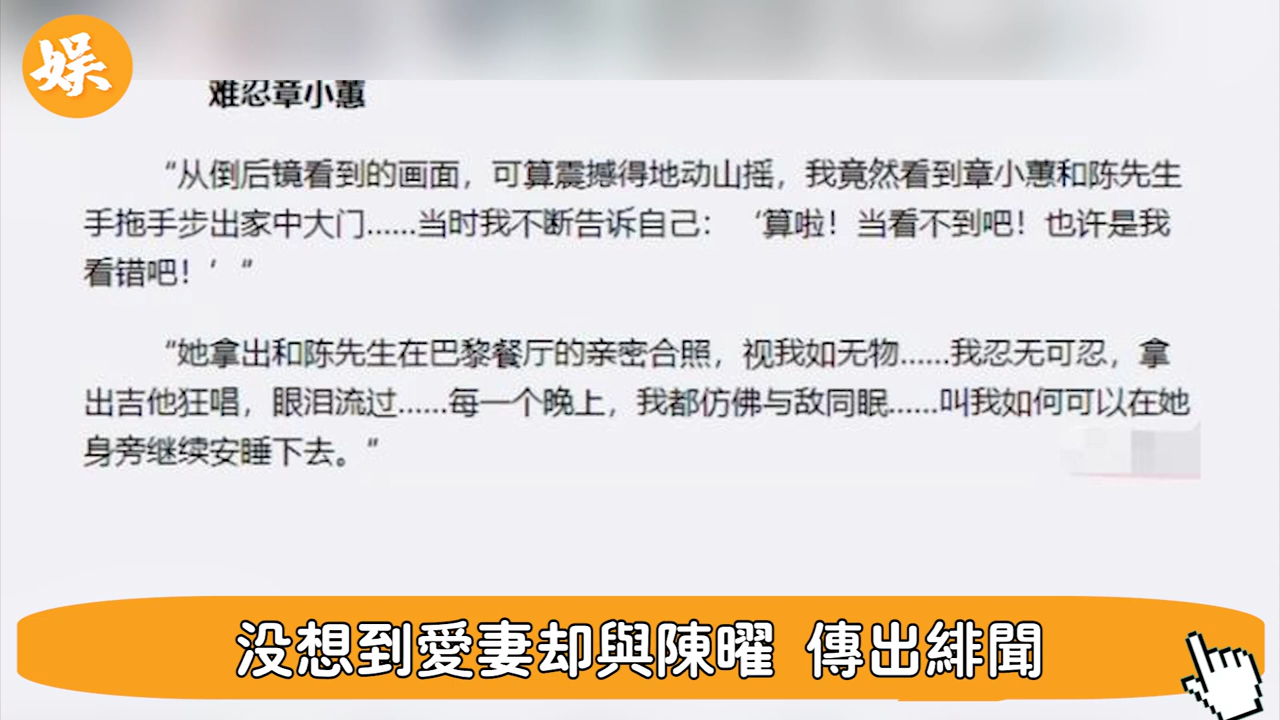 娱
难忍章小蕙
“从倒后镜看到的画面，可算震撼得地动山摇，我竟然看到章小蕙和陈先生
手拖手步出家中大门……当时我不断告诉自己：‘算啦！当看不到吧！也许是我
看错吧！’”
“她拿出和陈先生在巴黎餐厅的亲密合照，视我如无物……我忍无可忍，拿
出吉他狂唱，眼泪流过……每一个晚上，我都仿佛与敌同眠……叫我如何可以在她
身旁继续安睡下去。”
没想到愛妻却與陳曜 傳出緋聞